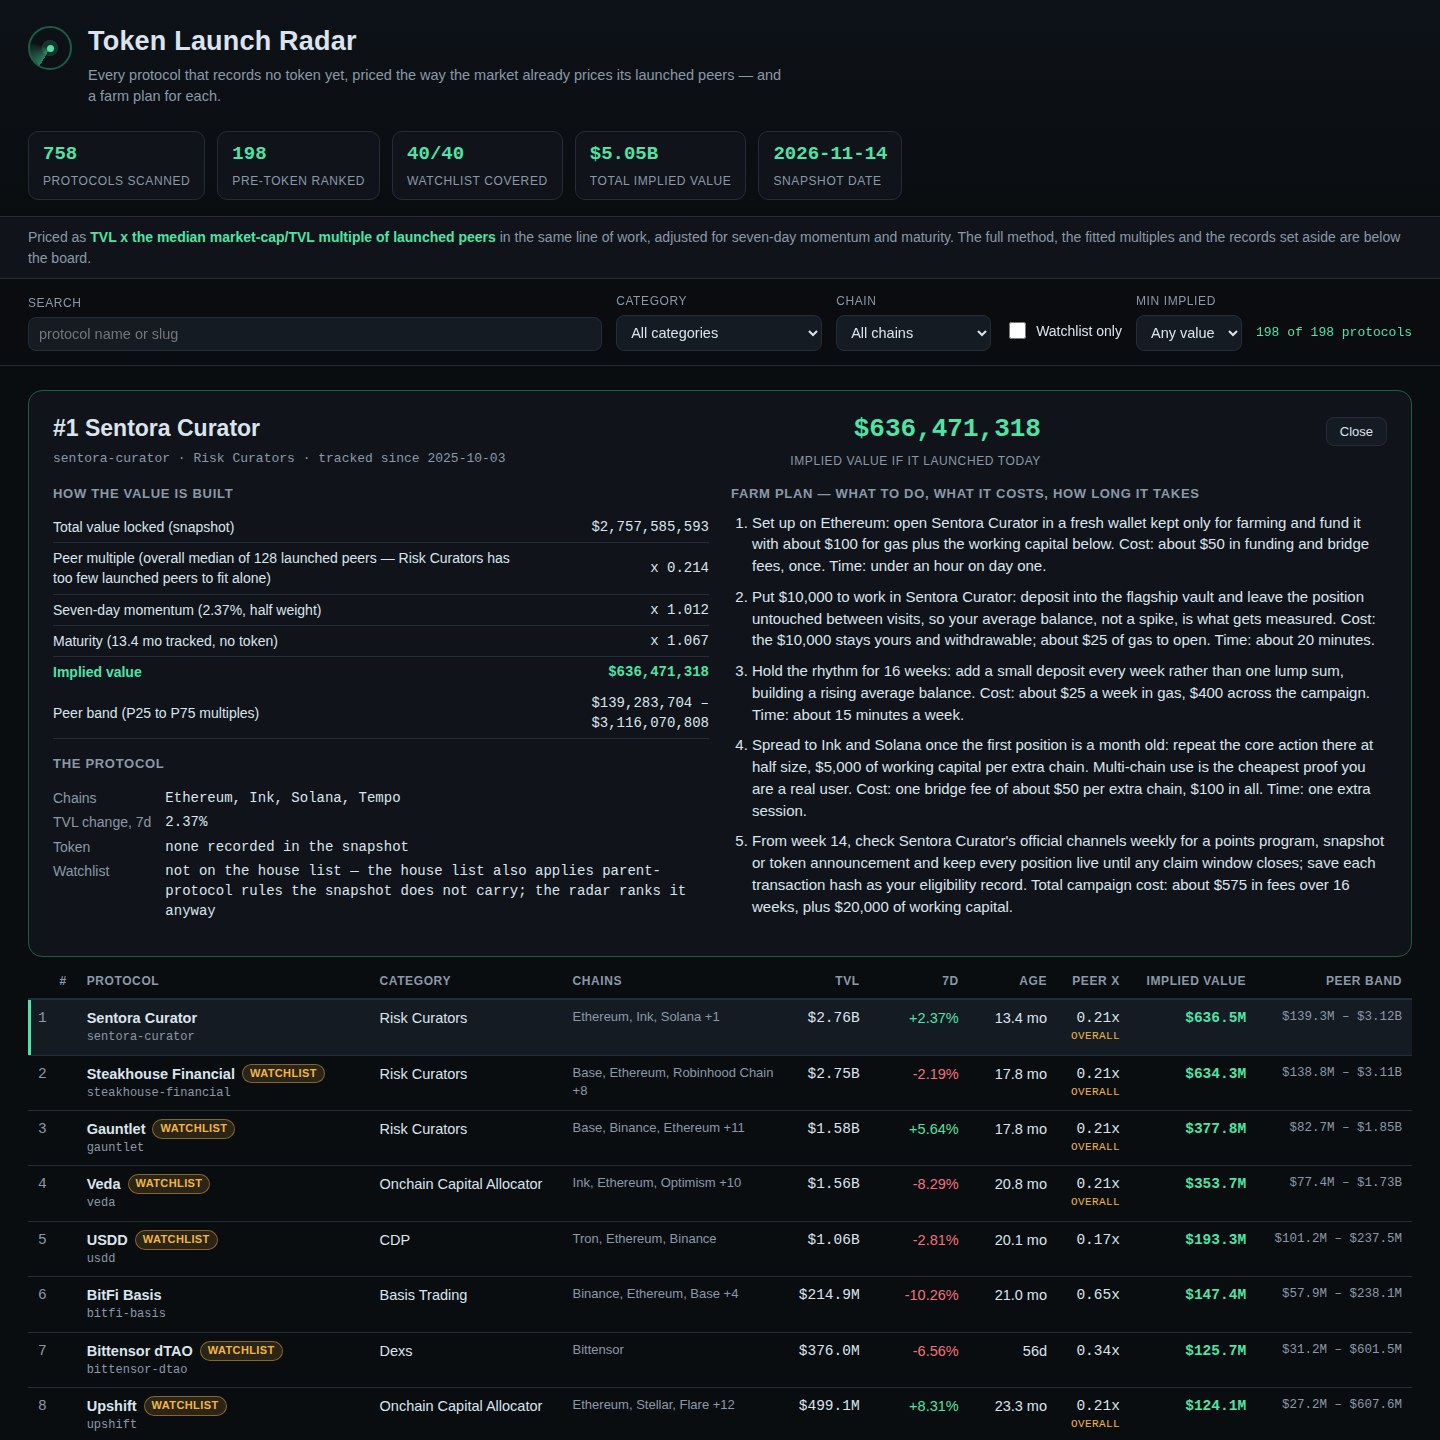 Token Launch Radar
Every protocol that records no token yet, priced the way the market already prices its launched peers — and
a farm plan for each.
758
PROTOCOLS SCANNED
198
PRE-TOKEN RANKED
40/40
WATCHLIST COVERED
$5.05B
TOTAL IMPLIED VALUE
2026-11-14
SNAPSHOT DATE
Priced as TVL x the median market-cap/TVL multiple of launched peers in the same line of work, adjusted for seven-day momentum and maturity. The full method, the fitted multiples and the records set aside are below
the board.
SEARCH
protocol name or slug
CATEGORY
All categories
CHAIN
All chains
Watchlist only
MIN IMPLIED
Any value
198 of 198 protocols
#1 Sentora Curator
sentora-curator · Risk Curators · tracked since 2025-10-03
$636,471,318
IMPLIED VALUE IF IT LAUNCHED TODAY
Close
HOW THE VALUE IS BUILT
Total value locked (snapshot) $2,757,585,593
Peer multiple (overall median of 128 launched peers — Risk Curators has
too few launched peers to fit alone) x 0.214
Seven-day momentum (2.37%, half weight) x 1.012
Maturity (13.4 mo tracked, no token) x 1.067
Implied value $636,471,318
Peer band (P25 to P75 multiples) $139,283,704 –
$3,116,070,808
THE PROTOCOL
Chains Ethereum, Ink, Solana, Tempo
TVL change, 7d 2.37%
Token none recorded in the snapshot
Watchlist not on the house list — the house list also applies parent-
protocol rules the snapshot does not carry; the radar ranks it
anyway
FARM PLAN — WHAT TO DO, WHAT IT COSTS, HOW LONG IT TAKES
1. Set up on Ethereum: open Sentora Curator in a fresh wallet kept only for farming and fund it
with about $100 for gas plus the working capital below. Cost: about $50 in funding and bridge
fees, once. Time: under an hour on day one.
2. Put $10,000 to work in Sentora Curator: deposit into the flagship vault and leave the position
untouched between visits, so your average balance, not a spike, is what gets measured. Cost:
the $10,000 stays yours and withdrawable; about $25 of gas to open. Time: about 20 minutes.
3. Hold the rhythm for 16 weeks: add a small deposit every week rather than one lump sum,
building a rising average balance. Cost: about $25 a week in gas, $400 across the campaign.
Time: about 15 minutes a week.
4. Spread to Ink and Solana once the first position is a month old: repeat the core action there at
half size, $5,000 of working capital per extra chain. Multi-chain use is the cheapest proof you
are a real user. Cost: one bridge fee of about $50 per extra chain, $100 in all. Time: one extra
session.
5. From week 14, check Sentora Curator's official channels weekly for a points program, snapshot
or token announcement and keep every position live until any claim window closes; save each
transaction hash as your eligibility record. Total campaign cost: about $575 in fees over 16
weeks, plus $20,000 of working capital.
# PROTOCOL CATEGORY CHAINS TVL 7D AGE PEER X IMPLIED VALUE PEER BAND
1 Sentora Curator Risk Curators Ethereum, Ink, Solana +1 $2.76B +2.37% 13.4 mo 0.21x $636.5M $139.3M – $3.12B
sentora-curator OVERALL
2 Steakhouse Financial WATCHLIST Risk Curators Base, Ethereum, Robinhood Chain $2.75B -2.19% 17.8 mo 0.21x $634.3M $138.8M – $3.11B
steakhouse-financial +8 OVERALL
3 Gauntlet WATCHLIST Risk Curators Base, Binance, Ethereum +11 $1.58B +5.64% 17.8 mo 0.21x $377.8M $82.7M – $1.85B
gauntlet OVERALL
4 Veda WATCHLIST Onchain Capital Allocator Ink, Ethereum, Optimism +10 $1.56B -8.29% 20.8 mo 0.21x $353.7M $77.4M – $1.73B
veda OVERALL
5 USDD WATCHLIST CDP Tron, Ethereum, Binance $1.06B -2.81% 20.1 mo 0.17x $193.3M $101.2M – $237.5M
usdd
6 BitFi Basis Basis Trading Binance, Ethereum, Base +4 $214.9M -10.26% 21.0 mo 0.65x $147.4M $57.9M – $238.1M
bitfi-basis
7 Bittensor dTAO WATCHLIST Dexs Bittensor $376.0M -6.56% 56d 0.34x $125.7M $31.2M – $601.5M
bittensor-dtao
8 Upshift WATCHLIST Onchain Capital Allocator Ethereum, Stellar, Flare +12 $499.1M +8.31% 23.3 mo 0.21x $124.1M $27.2M – $607.6M
upshift OVERALL